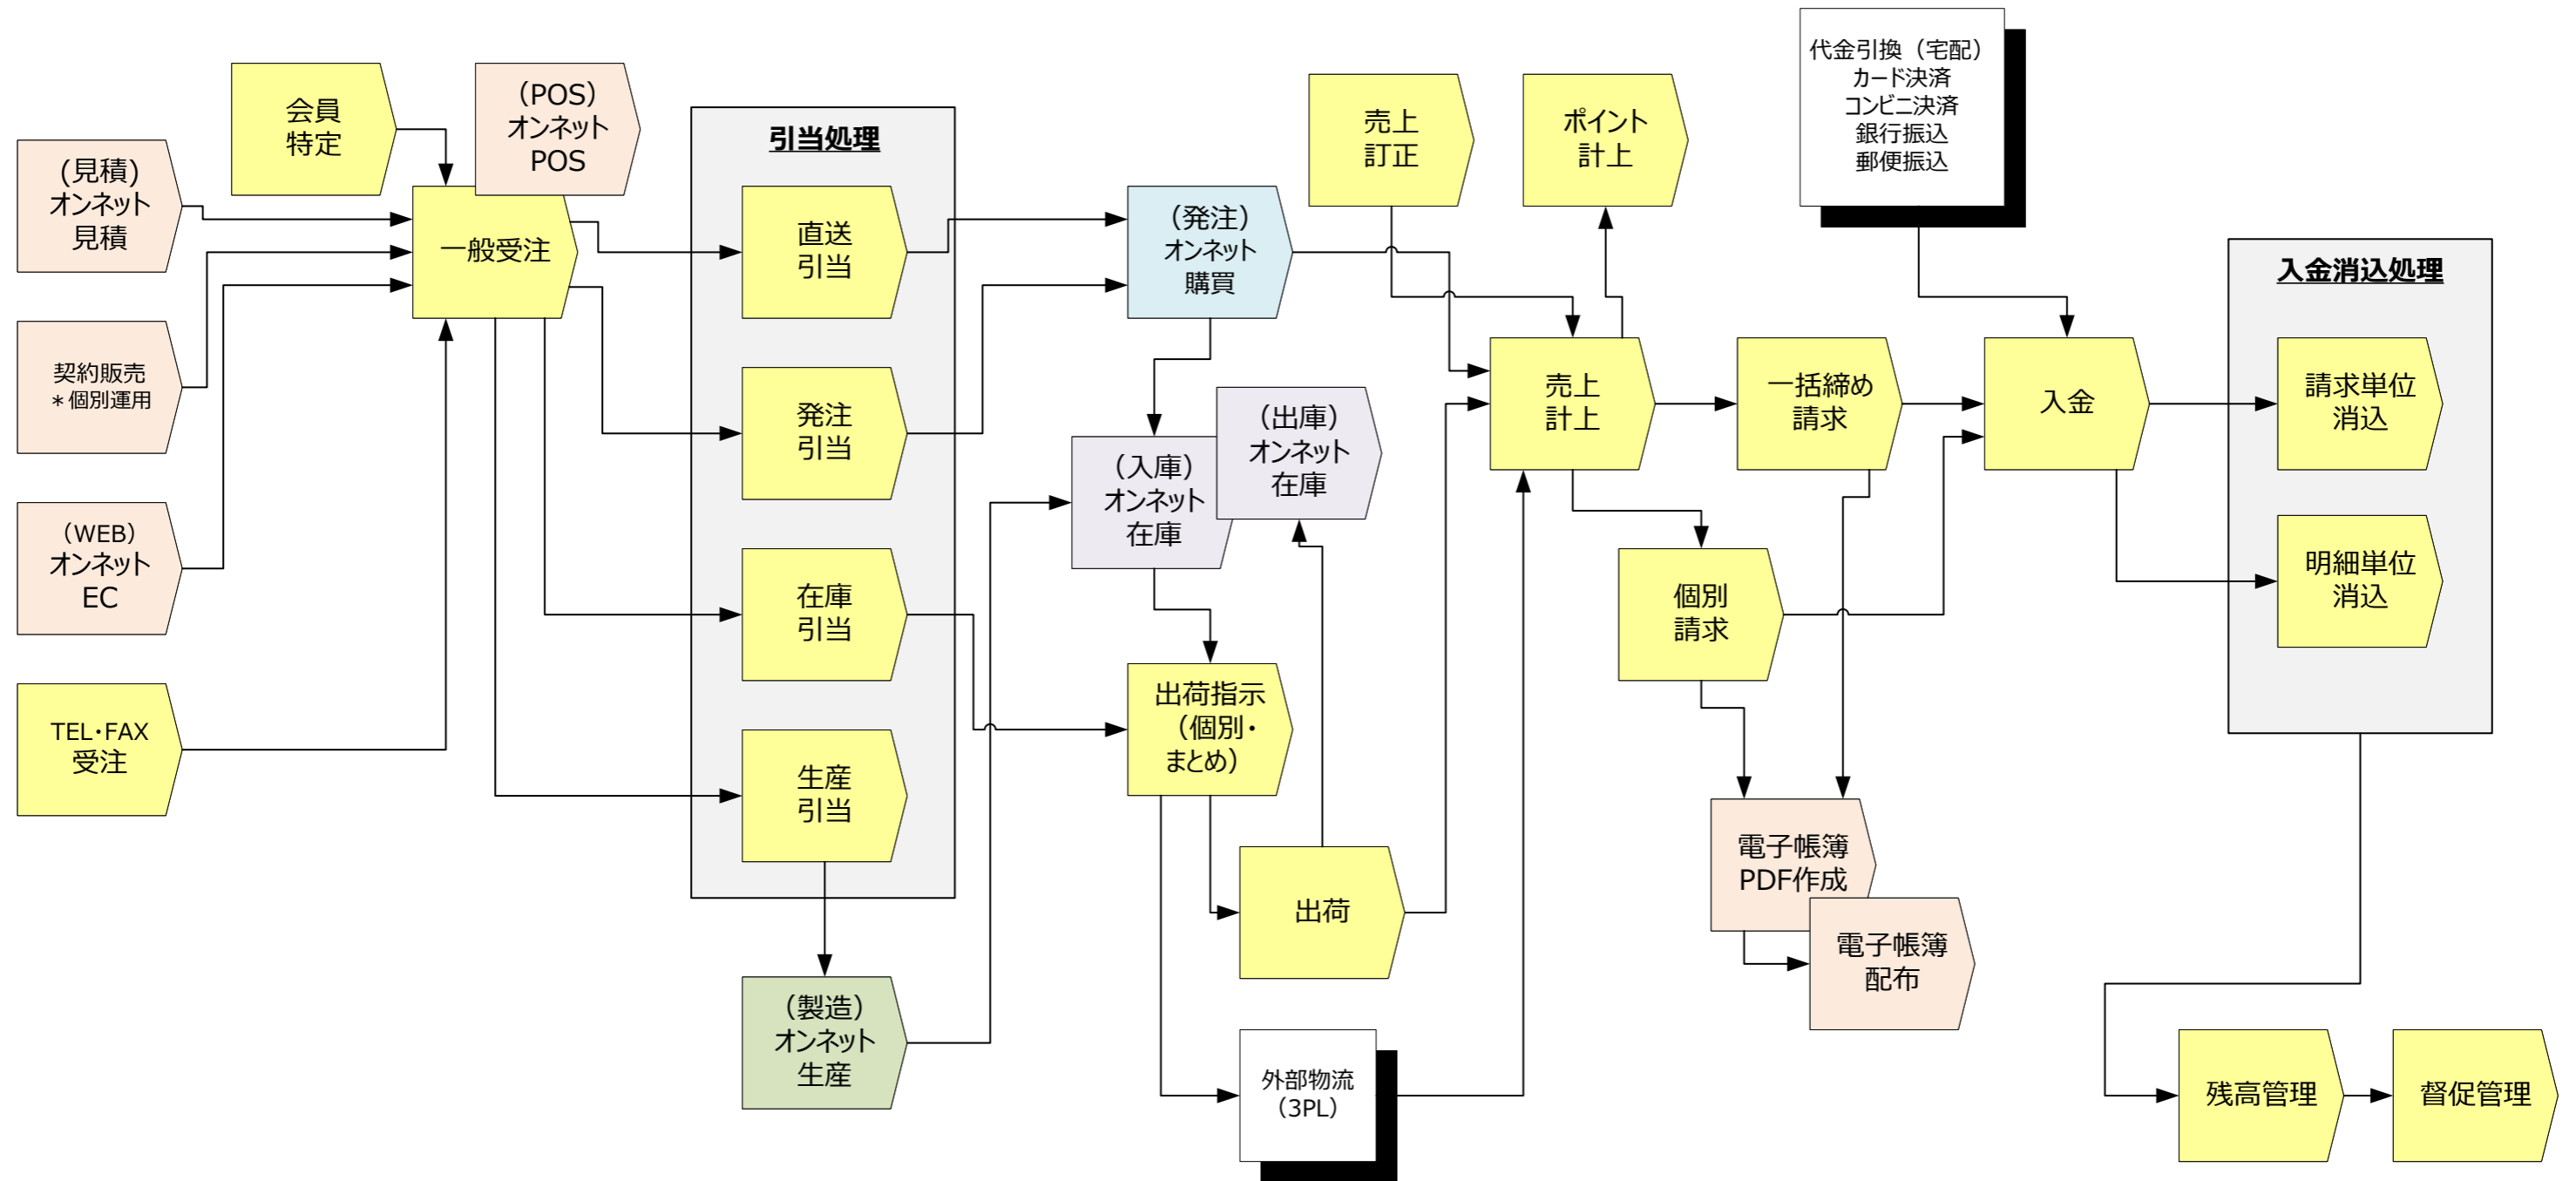 会員
特定
（POS）
オンネット
POS
(見積)
オンネット
見積
一般受注
契約販売
＊個別運用
（WEB）
オンネット
EC
TEL･FAX
受注
引当処理
直送
引当
発注
引当
在庫
引当
生産
引当
（製造）
オンネット
生産
（発注）
オンネット
購買
（入庫）
オンネット
在庫
（出庫）
オンネット
在庫
出荷指示
（個別・
まとめ）
出荷
外部物流
（3PL）
売上
訂正
ポイント
計上
売上
計上
一括締め
請求
個別
請求
電子帳簿
PDF作成
電子帳簿
配布
代金引換（宅配）
カード決済
コンビニ決済
銀行振込
郵便振込
入金
入金消込処理
請求単位
消込
明細単位
消込
残高管理
督促管理